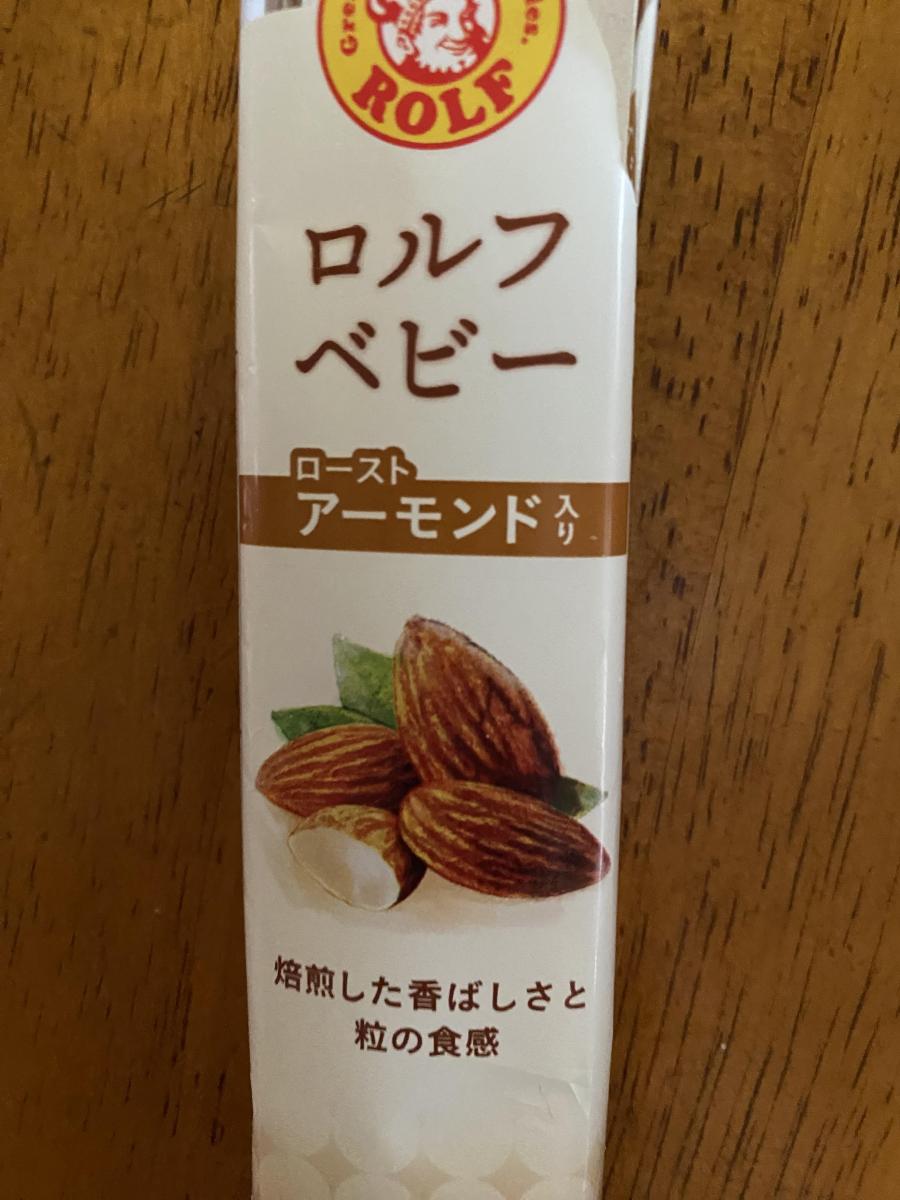 ROLF
ロルフ
ベビー
ロースト
アーモンド入り
焙煎した香ばしさと
粒の食感